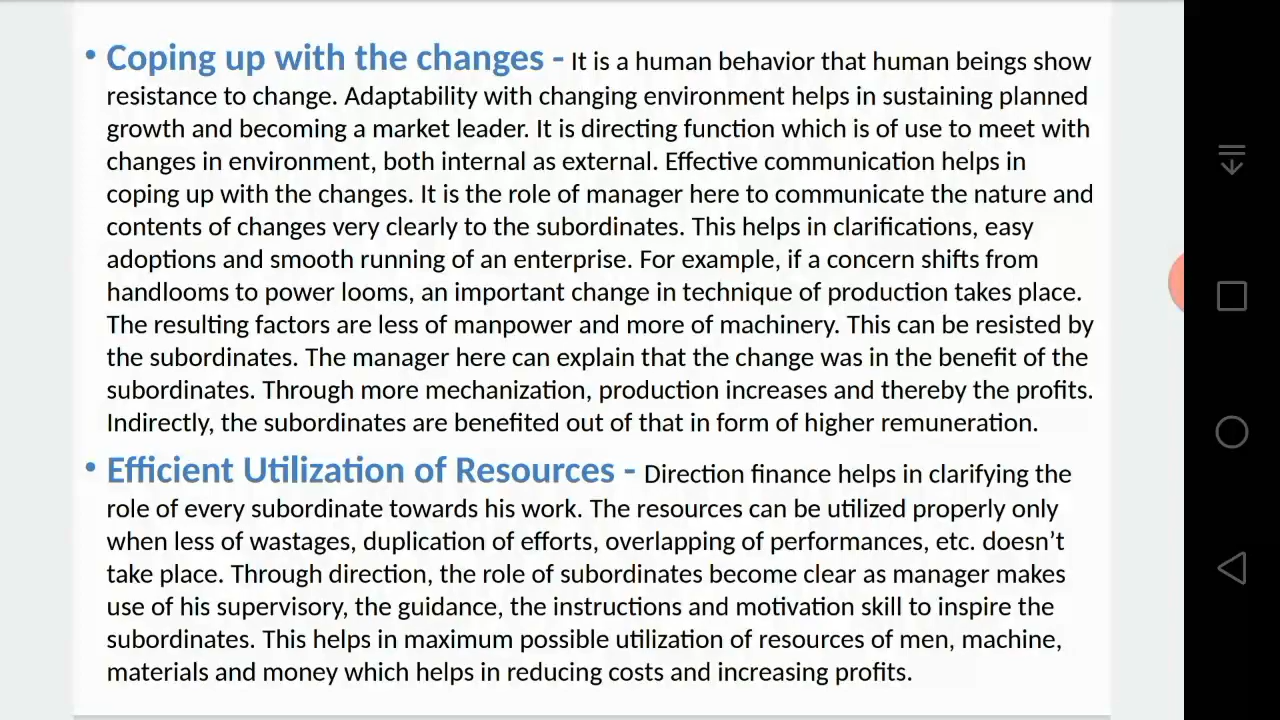 • Coping up with the changes - It is a human behavior that human beings show
resistance to change. Adaptability with changing environment helps in sustaining planned
growth and becoming a market leader. It is directing function which is of use to meet with
changes in environment, both internal as external. Effective communication helps in
coping up with the changes. It is the role of manager here to communicate the nature and
contents of changes very clearly to the subordinates. This helps in clarifications, easy
adoptions and smooth running of an enterprise. For example, if a concern shifts from
handlooms to power looms, an important change in technique of production takes place.
The resulting factors are less of manpower and more of machinery. This can be resisted by
the subordinates. The manager here can explain that the change was in the benefit of the
subordinates. Through more mechanization, production increases and thereby the profits.
Indirectly, the subordinates are benefited out of that in form of higher remuneration.
• Efficient Utilization of Resources - Direction finance helps in clarifying the
role of every subordinate towards his work. The resources can be utilized properly only
when less of wastages, duplication of efforts, overlapping of performances, etc. doesn't
take place. Through direction, the role of subordinates become clear as manager makes
use of his supervisory, the guidance, the instructions and motivation skill to inspire the
subordinates. This helps in maximum possible utilization of resources of men, machine,
materials and money which helps in reducing costs and increasing profits.